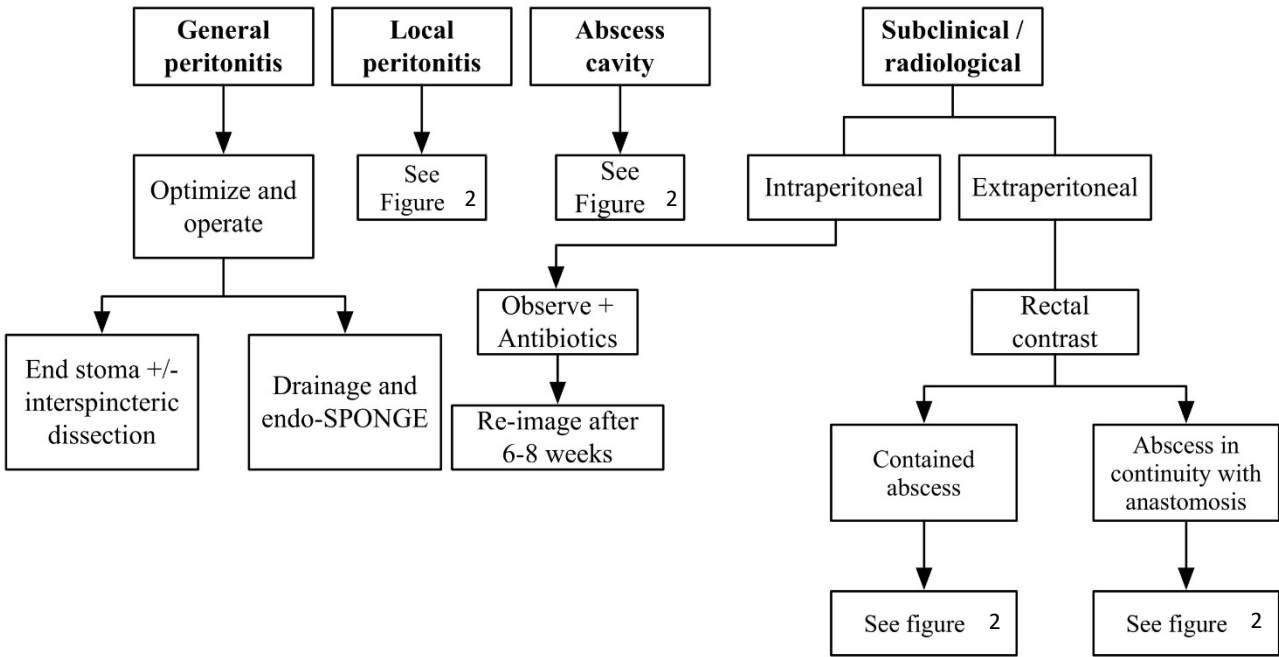 General
peritonitis
Local
peritonitis
Abscess
cavity
Subclinical /
radiological
Optimize and
operate
See
Figure 2
See
Figure 2
Intraperitoneal
Extraperitoneal
Observe +
Antibiotics
Rectal
contrast
End stoma +/-
interspincteric
dissection
Drainage and
endo-SPONGE
Re-image after
6-8 weeks
Contained
abscess
Abscess in
continuity with
anastomosis
See figure 2
See figure 2